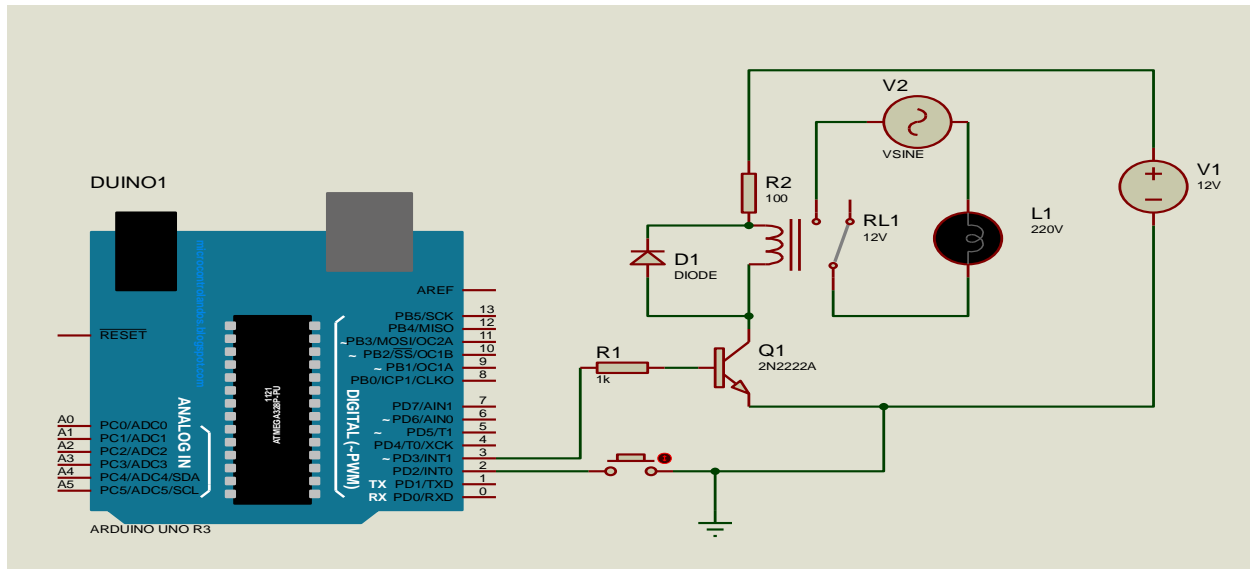 DUINO1
microcontrolandos.blogspot.com
AREF
RESET
PB5/SCK 13
PB4/MISO 12
~PB3/MOSI/OC2A 11
~ PB2/SS/OC1B 10
~ PB1/OC1A 9
PB0/ICP1/CLKO 8
PD7/AIN1 7
~ PD6/AIN0 6
~ PD5/T1 5
PD4/T0/XCK 4
~ PD3/INT1 3
PD2/INT0 2
TX PD1/TXD 1
RX PD0/RXD 0
DIGITAL (~PWM)
1121
ATMEGA328P-PU
ANALOG IN
A0 PC0/ADC0
A1 PC1/ADC1
A2 PC2/ADC2
A3 PC3/ADC3
A4 PC4/ADC4/SDA
A5 PC5/ADC5/SCL
ARDUINO UNO R3
V2
VSINE
R2
100
RL1
12V
L1
220V
V1
12V
D1
DIODE
R1
1k
Q1
2N2222A